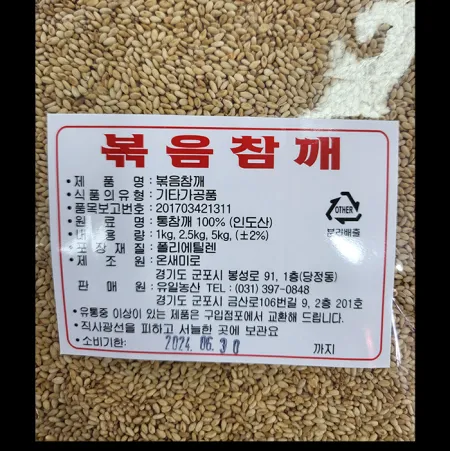 볶음참깨
• 제 품 명 : 볶음참깨
• 식품의유형 : 기타가공품
• 품목보고번호 : 201703421311
• 원 료 명 : 통참깨 100% (인도산)
• 내 용 량 : 1kg, 2.5kg, 5kg, (±2%)
• 포 장 재 질 : 폴리에틸렌
• 제 조 원 : 온새미로
경기도 군포시 봉성로 91, 1층(당정동)
판 매 원 : 유일농산 TEL : (031) 397-0848
경기도 군포시 금산로106번길 9, 2층 201호
• 유통중 이상이 있는 제품은 구입점포에서 교환해 드립니다.
• 직사광선을 피하고 서늘한 곳에 보관요
• 소비기한: 2024. 06. 30 까지
OTHER
분리배출